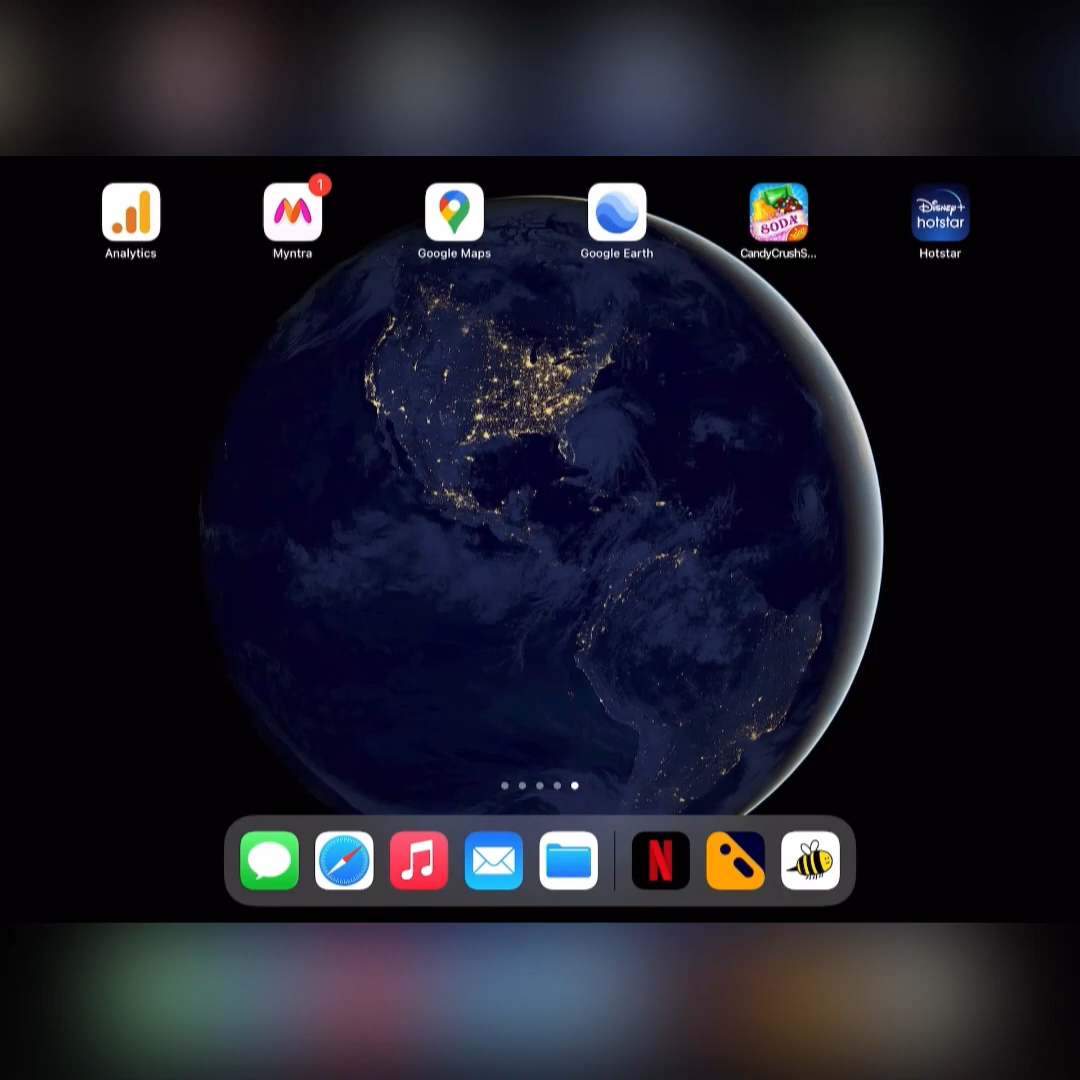 1
Analytics
Myntra
Google Maps
Google Earth
SODA
CandyCrushS...
Disney+
hotstar
Hotstar